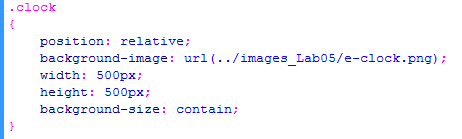 .clock
{
position: relative;
background-image: url(../images_Lab05/e-clock.png);
width: 500px;
height: 500px;
background-size: contain;
}